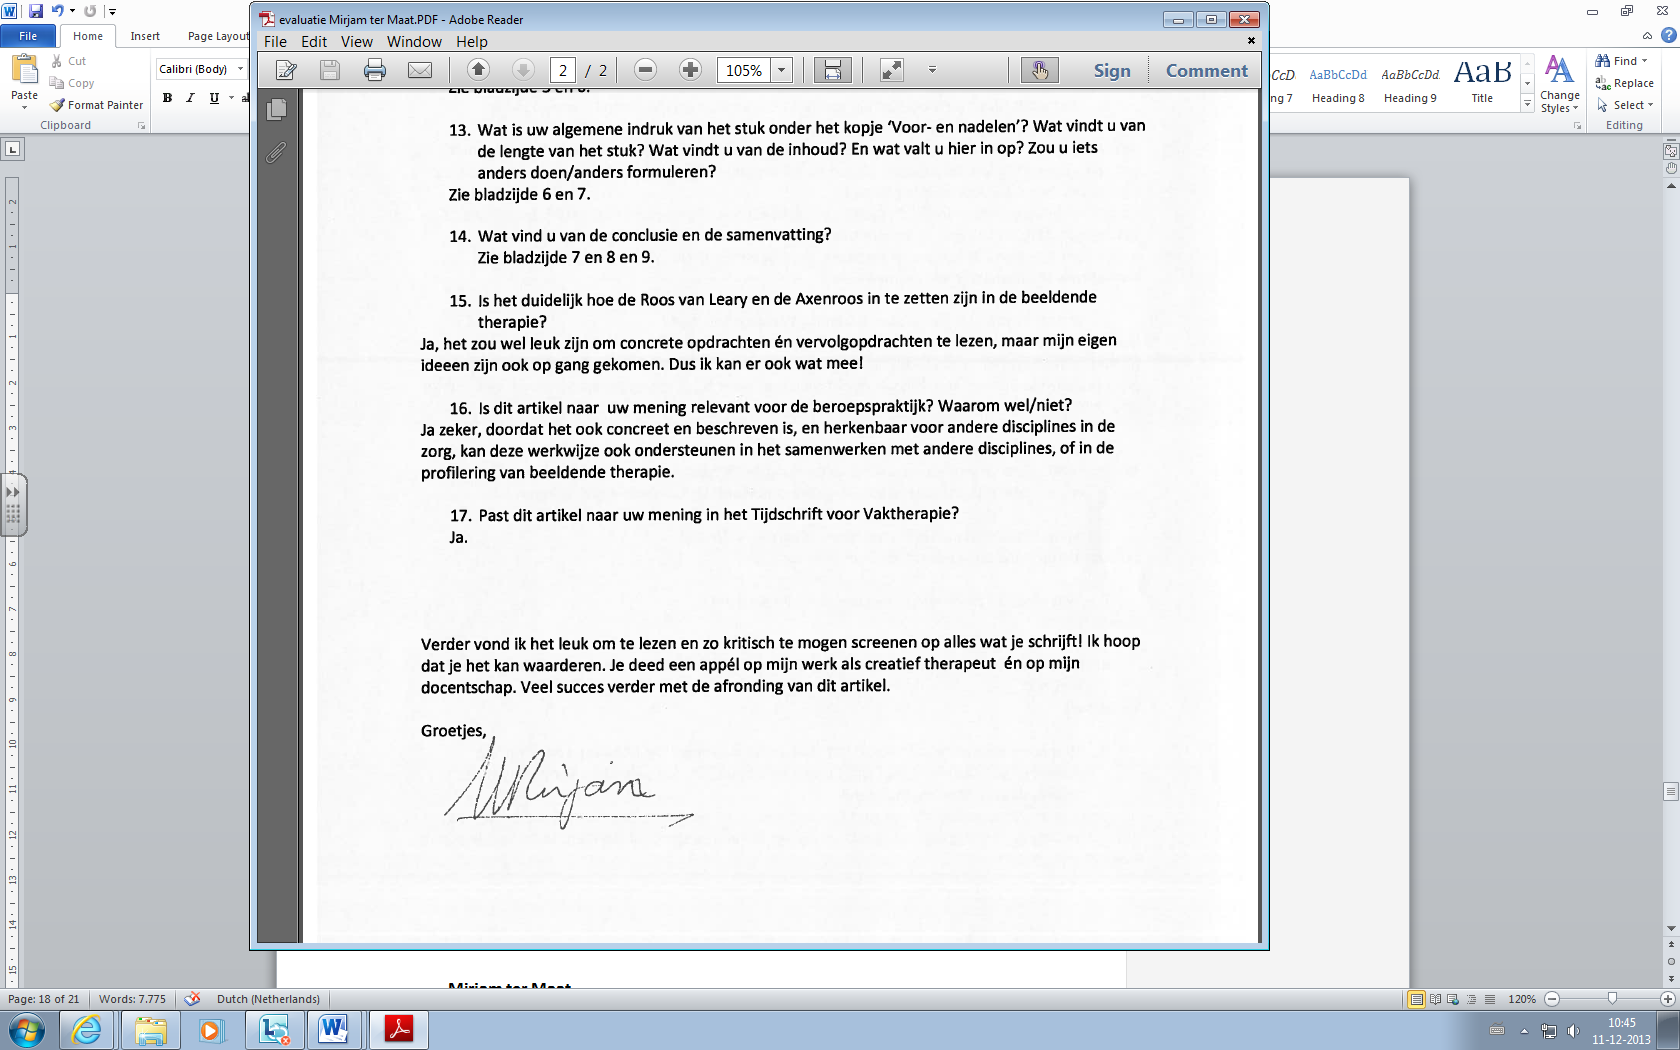 evaluatie Mirjam ter Maat.PDF - Adobe Reader
File Edit View Window Help
2 / 2 105% Sign Comment
File Home Insert Page Layout
Cut
Copy
Paste Format Painter
Clipboard
Calibri (Body)
B I U
Heading 8 Heading 9 Title
AaBbCcDd AaBbCcDd
Change Styles
Find
Replace
Select
Editing
13. Wat is uw algemene indruk van het stuk onder het kopje ‘Voor- en nadelen’? Wat vindt u van
de lengte van het stuk? Wat vindt u van de inhoud? En wat valt u hier in op? Zou u iets
anders doen/anders formuleren?
Zie bladzijde 6 en 7.
14. Wat vind u van de conclusie en de samenvatting?
Zie bladzijde 7 en 8 en 9.
15. Is het duidelijk hoe de Roos van Leary en de Axenroos in te zetten zijn in de beeldende
therapie?
Ja, het zou wel leuk zijn om concrete opdrachten én vervolgopdrachten te lezen, maar mijn eigen
ideeen zijn ook op gang gekomen. Dus ik kan er ook wat mee!
16. Is dit artikel naar uw mening relevant voor de beroepspraktijk? Waarom wel/niet?
Ja zeker, doordat het ook concreet en beschreven is, en herkenbaar voor andere disciplines in de
zorg, kan deze werkwijze ook ondersteunen in het samenwerken met andere disciplines, of in de
profilering van beeldende therapie.
17. Past dit artikel naar uw mening in het Tijdschrift voor Vaktherapie?
Ja.
Verder vond ik het leuk om te lezen en zo kritisch te mogen screenen op alles wat je schrijft! Ik hoop
dat je het kan waarderen. Je deed een appél op mijn werk als creatief therapeut én op mijn
docentschap. Veel succes verder met de afronding van dit artikel.
Groetjes,
Mirjam
Mirjam ter Maat
Page: 18 of 21 Words: 7.775 Dutch (Netherlands) 120%
10:45
11-12-2013